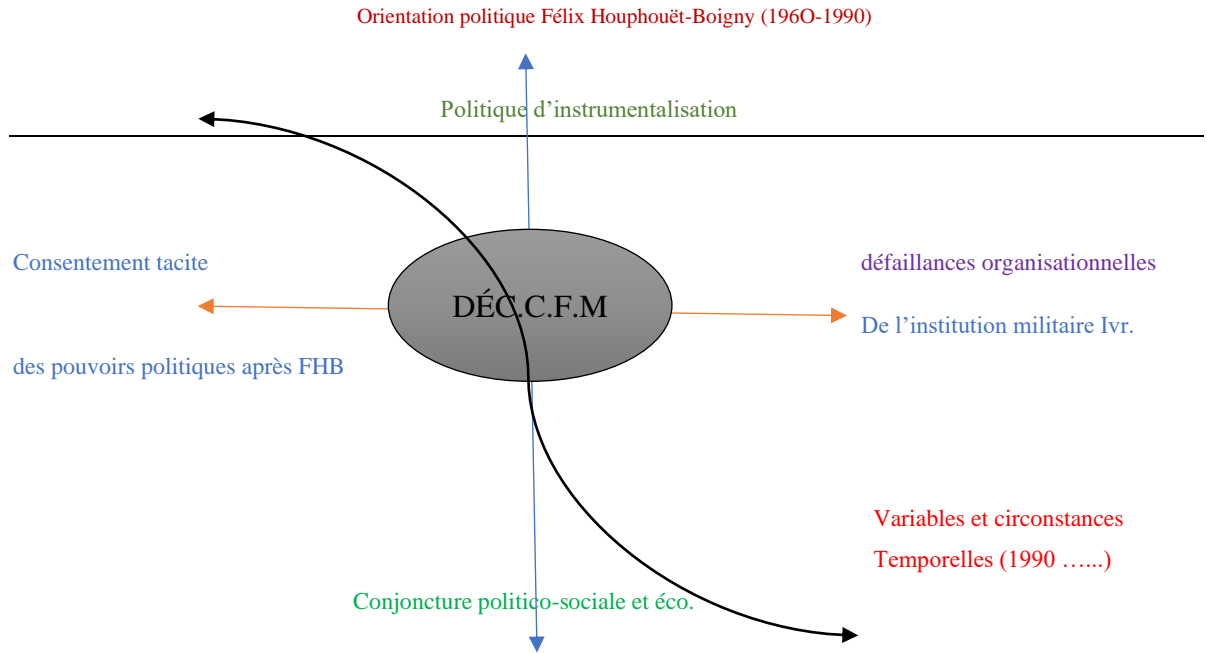 Orientation politique Félix Houphouët-Boigny (196O-1990)
Politique d’instrumentalisation
Consentement tacite
des pouvoirs politiques après FHB
DÉC.C.F.M
défaillances organisationnelles
De l’institution militaire Ivr.
Variables et circonstances
Temporelles (1990 …...)
Conjoncture politico-sociale et éco.